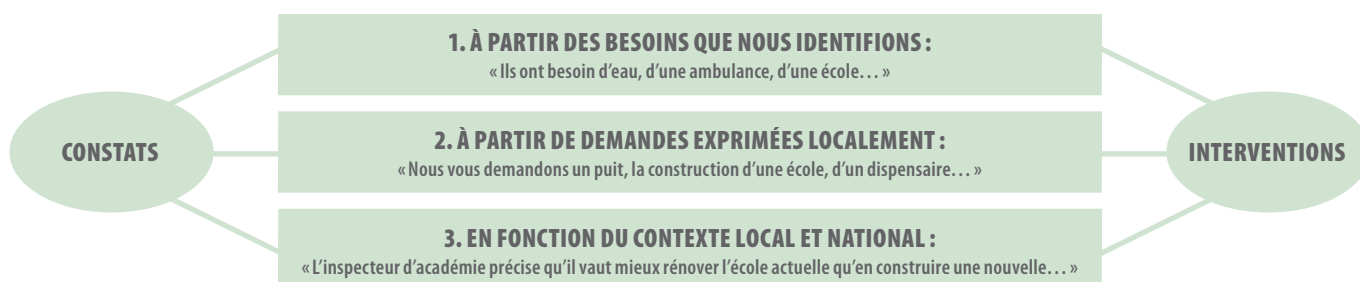 1. À PARTIR DES BESOINS QUE NOUS IDENTIFIONS :
« Ils ont besoin d'eau, d'une ambulance, d'une école… »
CONSTATS
2. À PARTIR DE DEMANDES EXPRIMÉES LOCALEMENT :
« Nous vous demandons un puit, la construction d'une école, d'un dispensaire… »
INTERVENTIONS
3. EN FONCTION DU CONTEXTE LOCAL ET NATIONAL :
« L'inspecteur d'académie précise qu'il vaut mieux rénover l'école actuelle qu'en construire une nouvelle… »